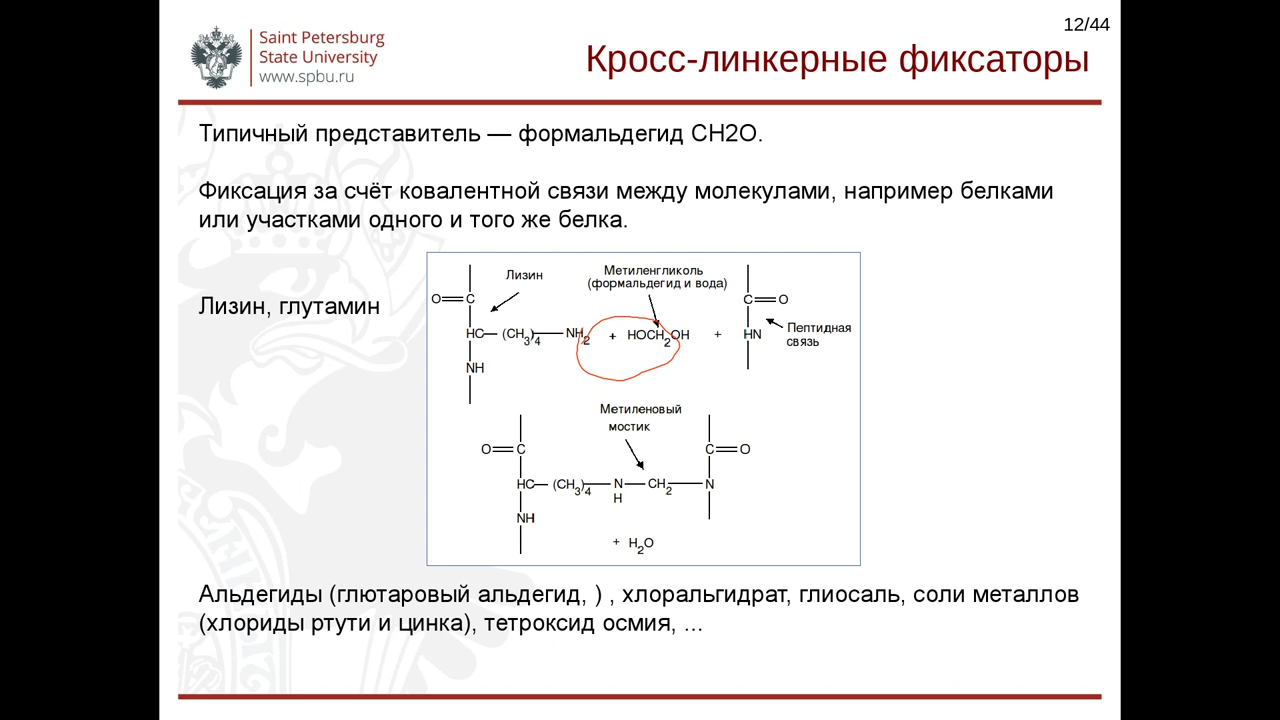 12/44
Saint Petersburg
State University
www.spbu.ru
Кросс-линкерные фиксаторы
Типичный представитель — формальдегид CH2O.
Фиксация за счёт ковалентной связи между молекулами, например белками
или участками одного и того же белка.
Лизин, глутамин
Лизин
Метиленгликоль
(формальдегид и вода)
O C
C O
Пептидная
связь
HC (CH3)4 NH2 + HOCH2OH + HN
NH
Метиленовый
мостик
O C C O
HC (CH3)4 N CH2 N
H
NH
+ H2O
Альдегиды (глютаровый альдегид, ) , хлоральгидрат, глиосаль, соли металлов
(хлориды ртути и цинка), тетроксид осмия, ...